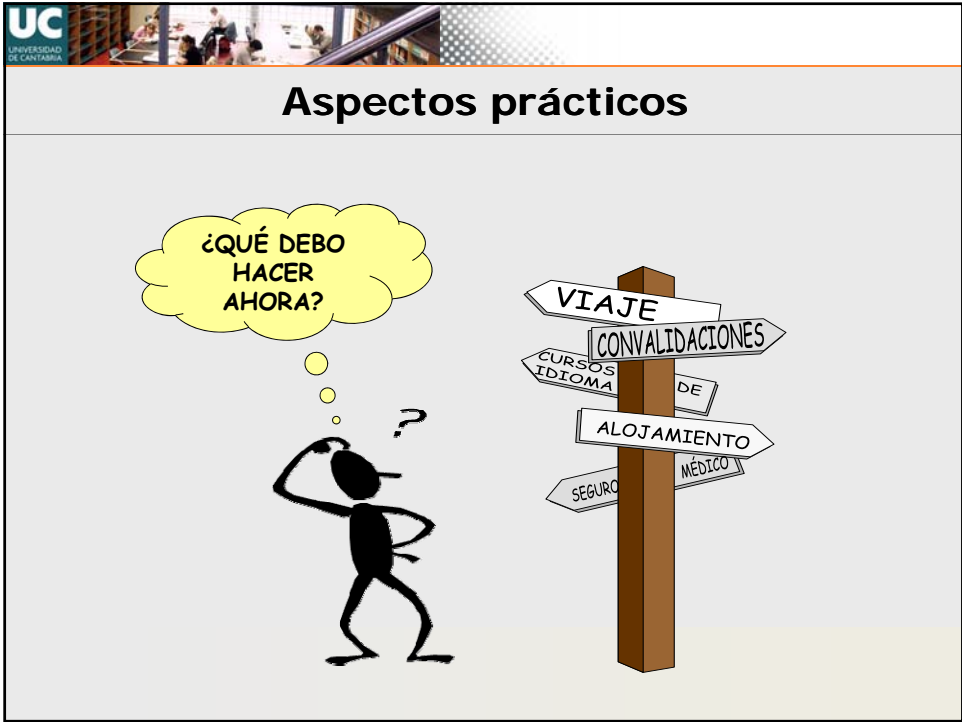 UC
UNIVERSIDAD
DE CANTABRIA
Aspectos prácticos
¿QUÉ DEBO
HACER
AHORA?
?
VIAJE
CONVALIDACIONES
CURSOS DE
IDIOMA
ALOJAMIENTO
SEGURO MÉDICO